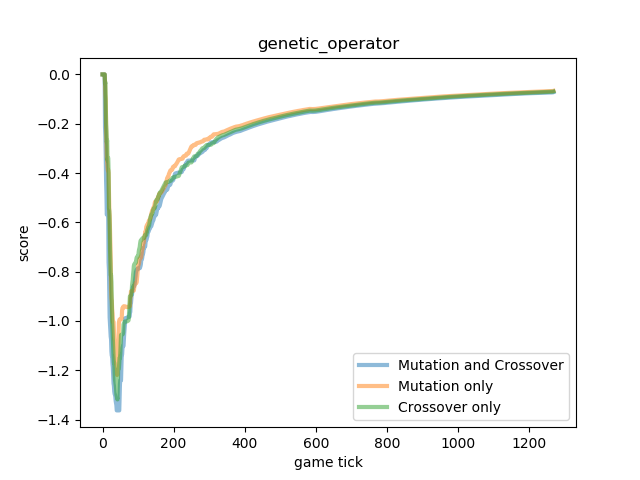 genetic_operator
0.0
−0.2
−0.4
−0.6
−0.8
−1.0
−1.2
−1.4
score
Mutation and Crossover
Mutation only
Crossover only
0 200 400 600 800 1000 1200
game tick